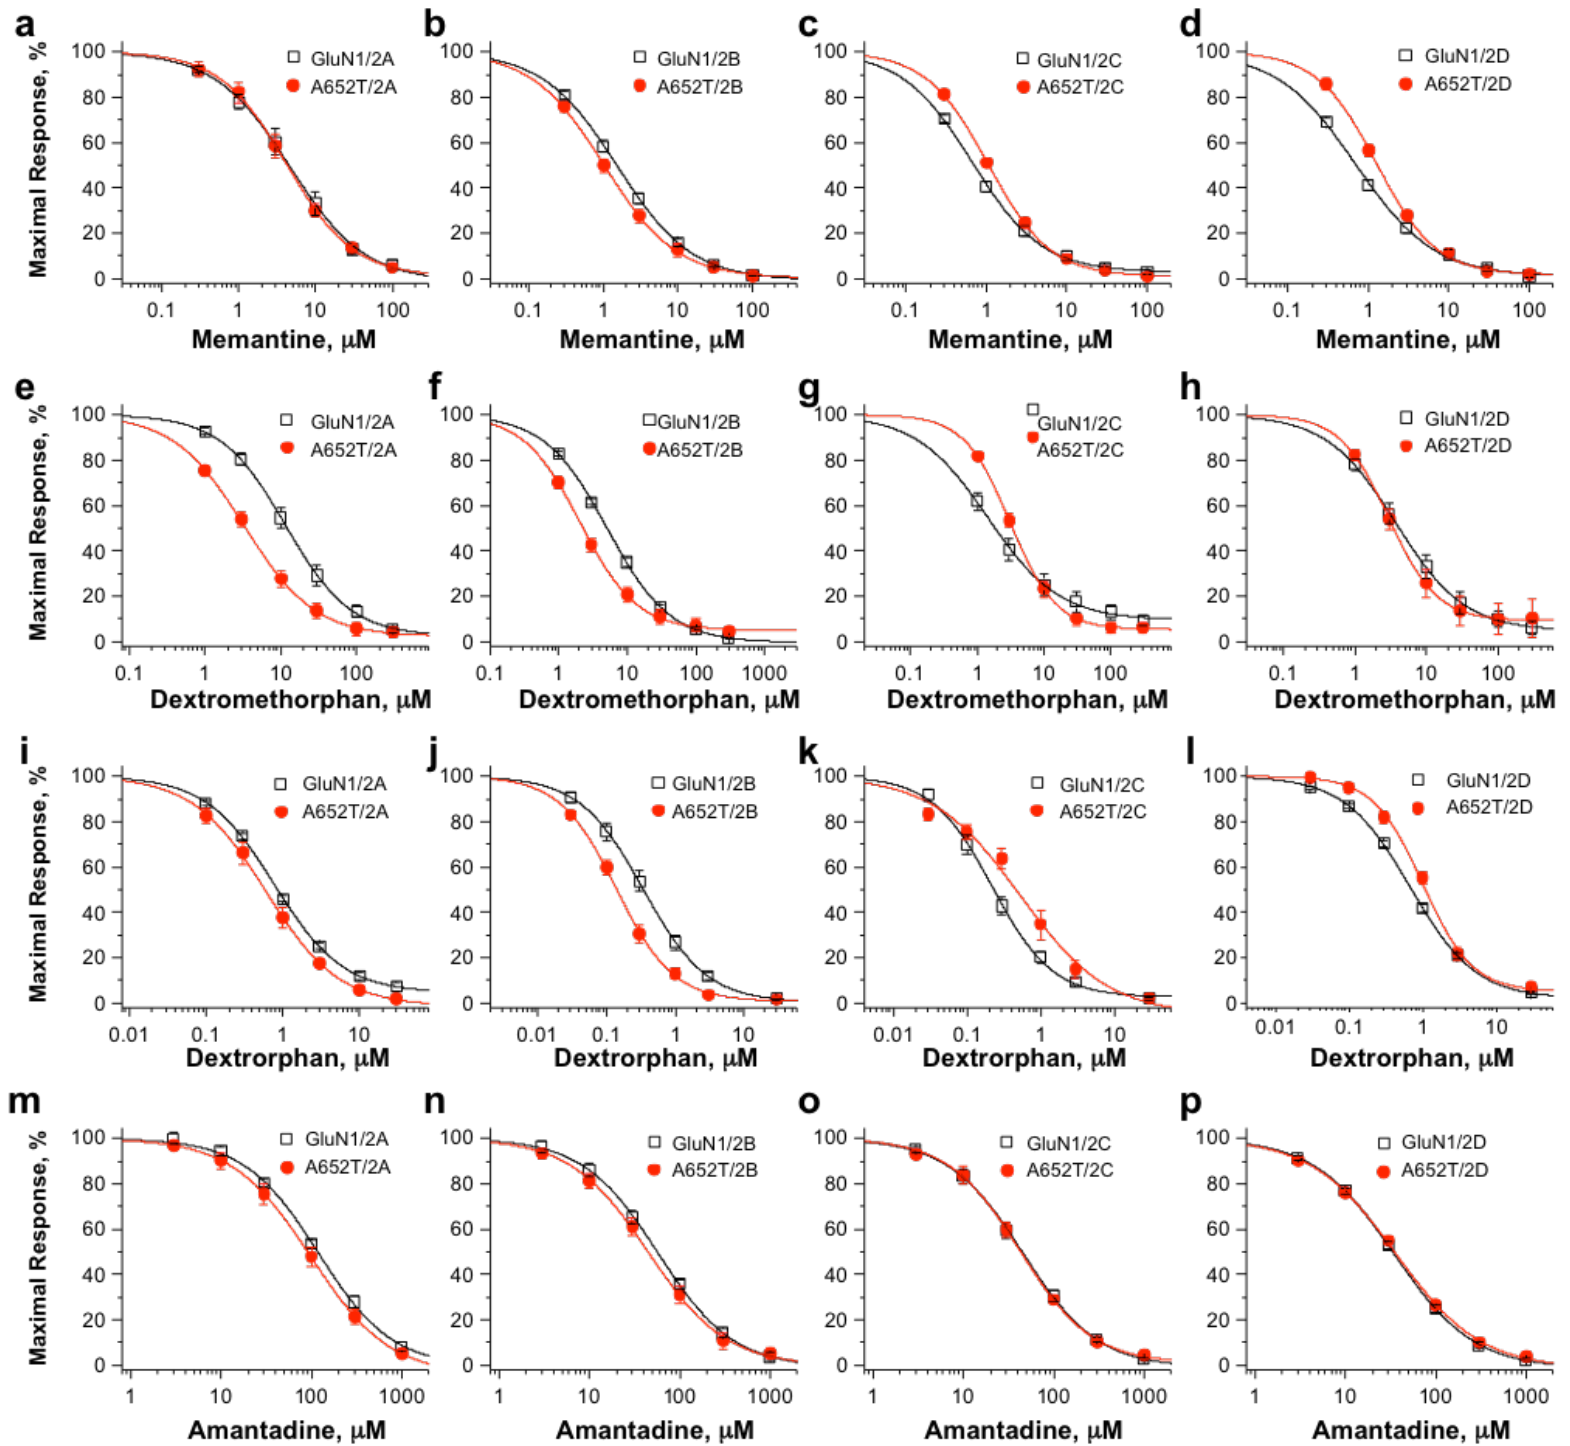 a b c d
Maximal Response, %
100 80 60 40 20 0
GluN1/2A
A652T/2A
0.1 1 10 100
Memantine, μM
100 80 60 40 20 0
GluN1/2B
A652T/2B
0.1 1 10 100
Memantine, μM
100 80 60 40 20 0
GluN1/2C
A652T/2C
0.1 1 10 100
Memantine, μM
100 80 60 40 20 0
GluN1/2D
A652T/2D
0.1 1 10 100
Memantine, μM
e f g h
Maximal Response, %
100 80 60 40 20 0
GluN1/2A
A652T/2A
0.1 1 10 100
Dextromethorphan, μM
100 80 60 40 20 0
GluN1/2B
A652T/2B
0.1 1 10 100 1000
Dextromethorphan, μM
100 80 60 40 20 0
GluN1/2C
A652T/2C
0.1 1 10 100
Dextromethorphan, μM
100 80 60 40 20 0
GluN1/2D
A652T/2D
0.1 1 10 100
Dextromethorphan, μM
i j k l
Maximal Response, %
100 80 60 40 20 0
GluN1/2A
A652T/2A
0.01 0.1 1 10
Dextrorphan, μM
100 80 60 40 20 0
GluN1/2B
A652T/2B
0.01 0.1 1 10
Dextrorphan, μM
100 80 60 40 20 0
GluN1/2C
A652T/2C
0.01 0.1 1 10
Dextrorphan, μM
100 80 60 40 20 0
GluN1/2D
A652T/2D
0.01 0.1 1 10
Dextrorphan, μM
m n o p
Maximal Response, %
100 80 60 40 20 0
GluN1/2A
A652T/2A
1 10 100 1000
Amantadine, μM
100 80 60 40 20 0
GluN1/2B
A652T/2B
1 10 100 1000
Amantadine, μM
100 80 60 40 20 0
GluN1/2C
A652T/2C
1 10 100 1000
Amantadine, μM
100 80 60 40 20 0
GluN1/2D
A652T/2D
1 10 100 1000
Amantadine, μM